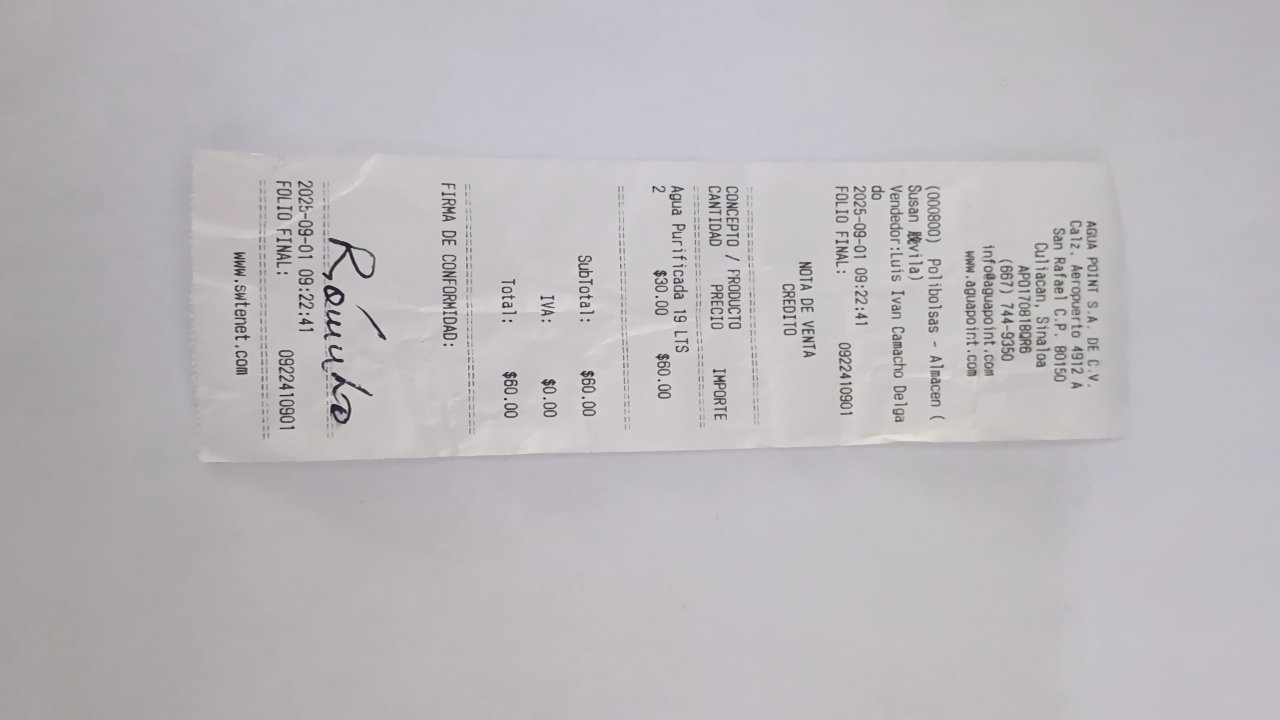 AGUA POINT S.A. DE C.V.
Calz. Aeropuerto 4912 A
San Rafael C.P. 80150
Culiacan, Sinaloa
APO170818QR6
(667) 744-9350
info@aguapoint.com
www.aguapoint.com
(000800) Polibolsas - Almacen (
Susan vila)
Vendedor:Luis Ivan Camacho Delga
do
2025-09-01 09:22:41 0922410901
FOLIO FINAL:
NOTA DE VENTA
CREDITO
CONCEPTO / PRODUCTO
CANTIDAD PRECIO IMPORTE
Agua Purificada 19 LTS
2 $30.00 $60.00
SubTotal: $60.00
IVA: $0.00
Total: $60.00
FIRMA DE CONFORMIDAD:
2025-09-01 09:22:41
FOLIO FINAL: 0922410901
www.swtenet.com